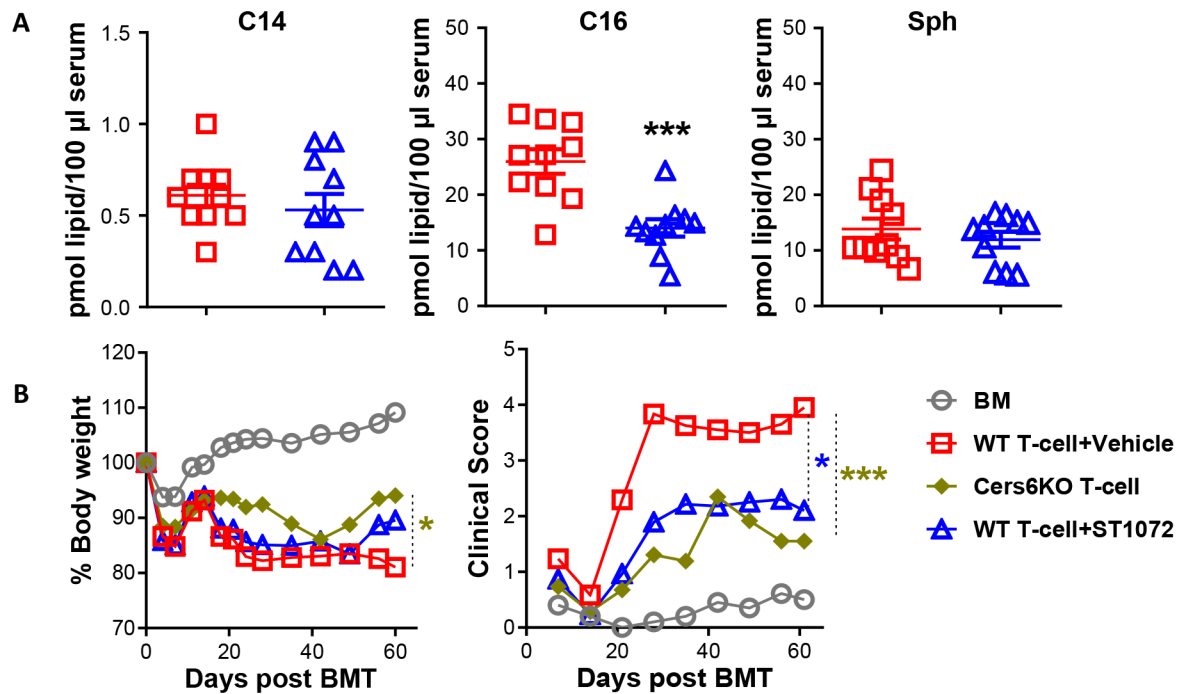 A
C14
C16
Sph
pmol lipid/100 µl serum
1.5
1.0
0.5
0.0
pmol lipid/100 µl serum
50
40
30
20
10
0
***
pmol lipid/100 µl serum
50
40
30
20
10
0
B
% Body weight
120
110
100
90
80
70
0 20 40 60
Days post BMT
*
Clinical Score
5
4
3
2
1
0
0 20 40 60
Days post BMT
*
***
BM
WT T-cell+Vehicle
Cers6KO T-cell
WT T-cell+ST1072